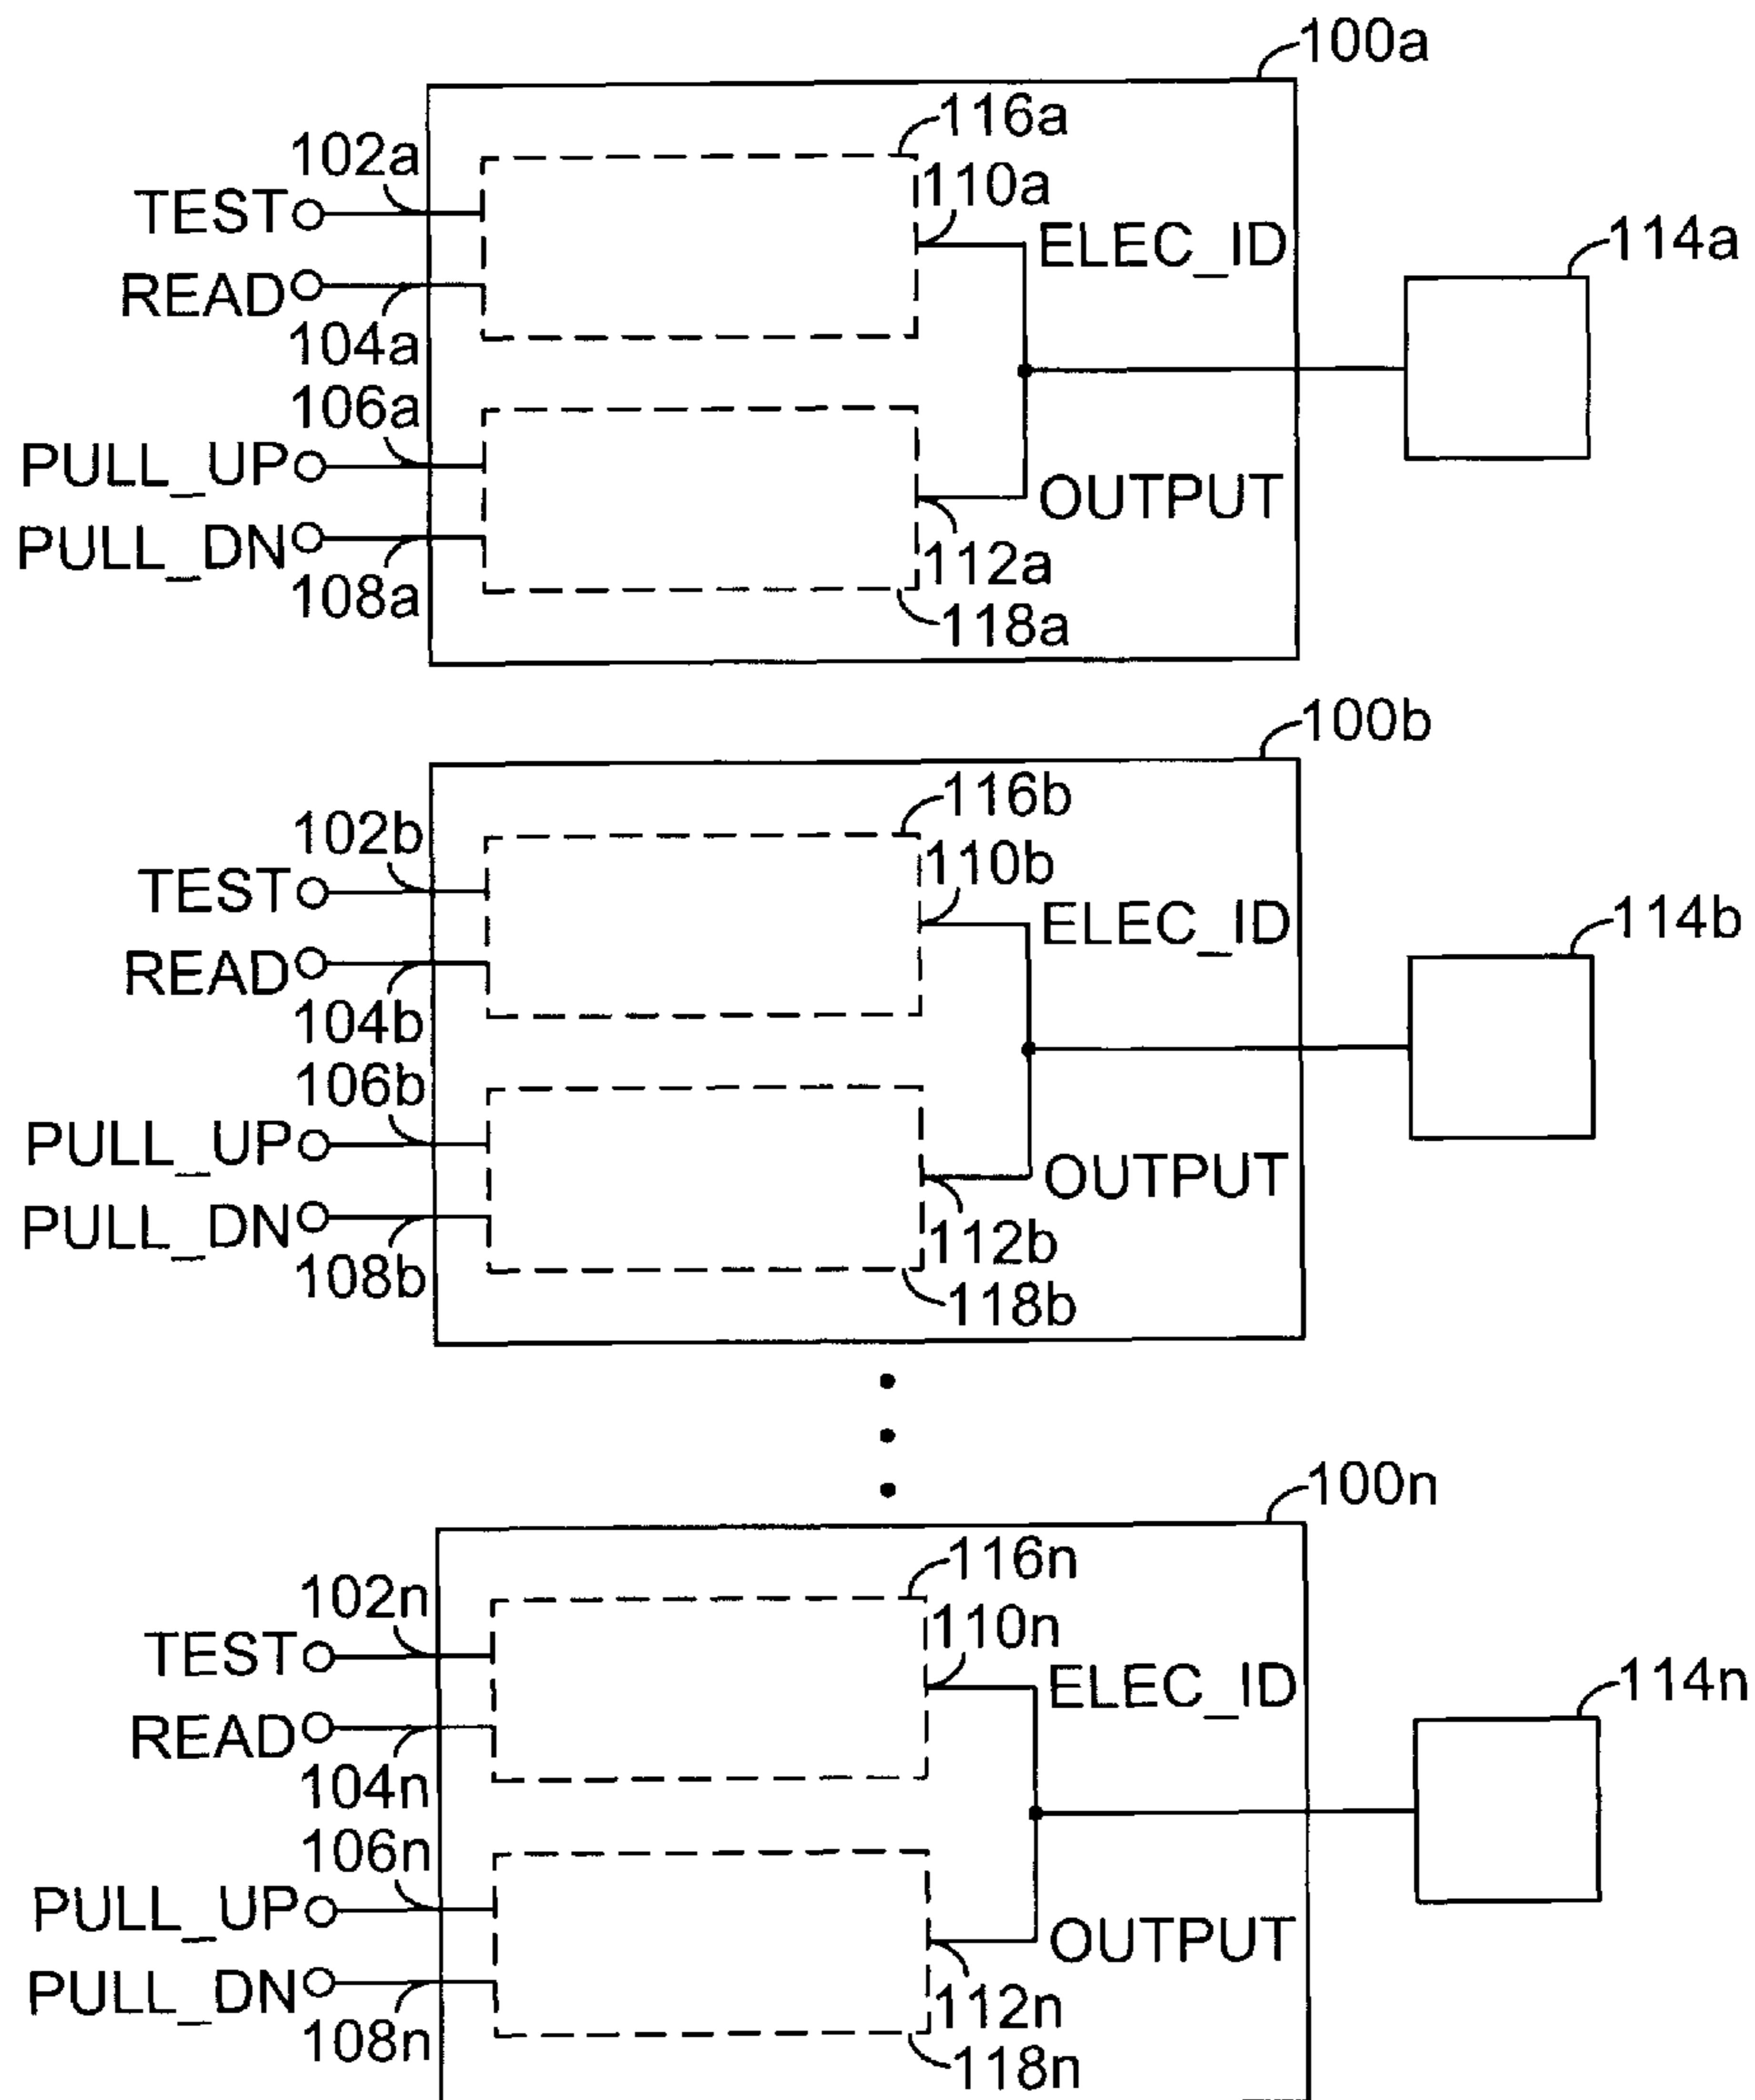 100a
116a
102a
110a
TEST
ELEC_ID
114a
READ
104a
106a
PULL_UP
OUTPUT
PULL_DN
112a
108a
118a
100b
116b
102b
110b
TEST
ELEC_ID
114b
READ
104b
106b
PULL_UP
OUTPUT
PULL_DN
112b
108b
118b
100n
116n
102n
110n
TEST
ELEC_ID
114n
READ
104n
106n
PULL_UP
OUTPUT
PULL_DN
112n
108n
118n